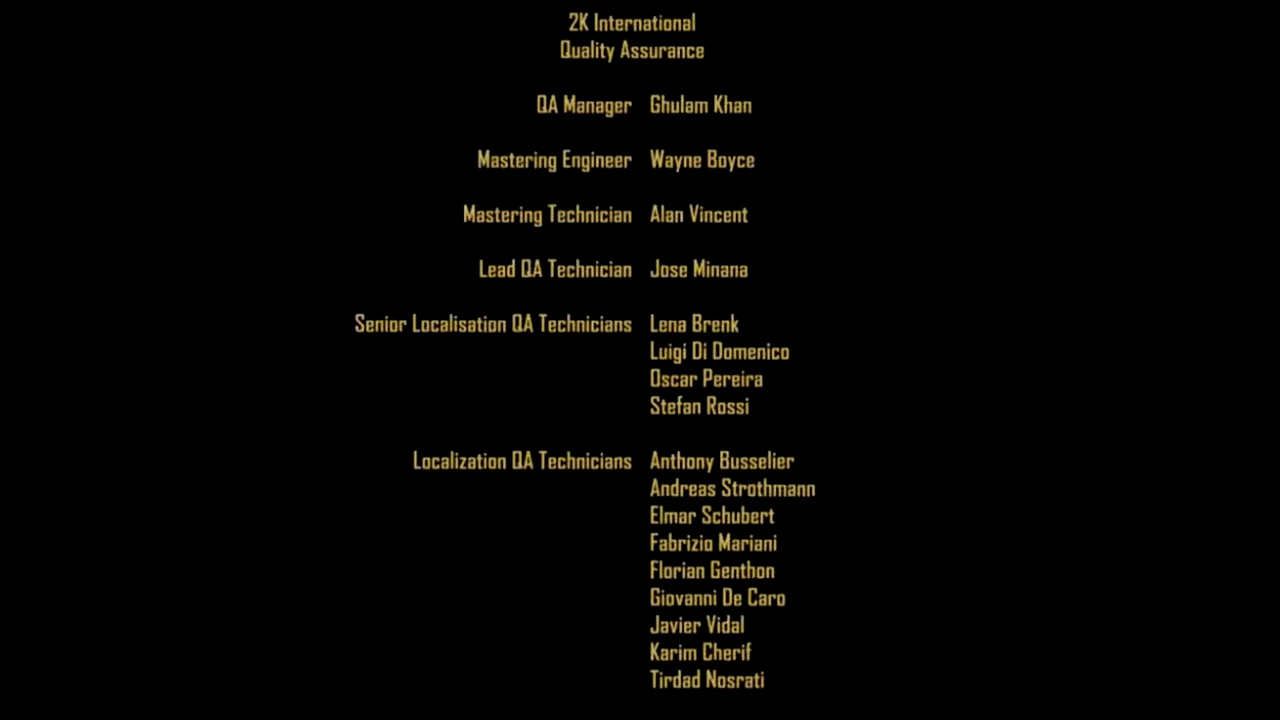 2K International
Quality Assurance
QA Manager Ghulam Khan
Mastering Engineer Wayne Boyce
Mastering Technician Alan Vincent
Lead QA Technician Jose Minana
Senior Localisation QA Technicians Lena Brenk
Luigi Di Domenico
Oscar Pereira
Stefan Rossi
Localization QA Technicians Anthony Busselier
Andreas Strothmann
Elmar Schubert
Fabrizio Mariani
Florian Genthon
Giovanni De Caro
Javier Vidal
Karim Cherif
Tirdad Nosrati